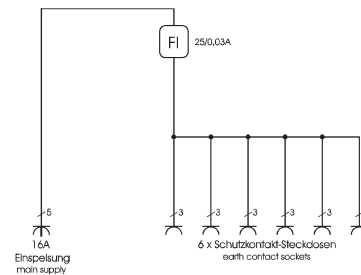 FI
25/0,03A
5
3
3
3
3
3
16A
Einspeisung
main supply
6 x Schutzkontakt-Steckdosen
earth contact sockets